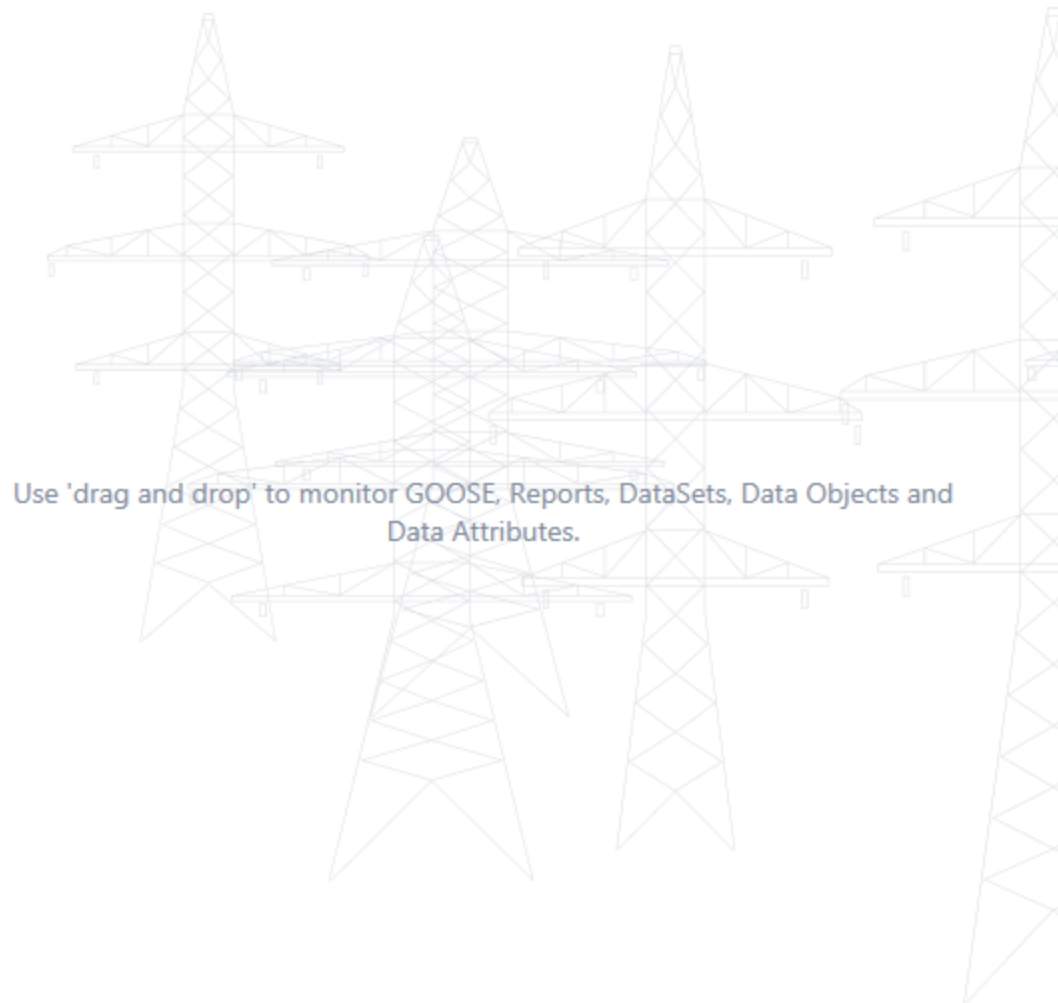 Use 'drag and drop' to monitor GOOSE, Reports, DataSets, Data Objects and
Data Attributes.